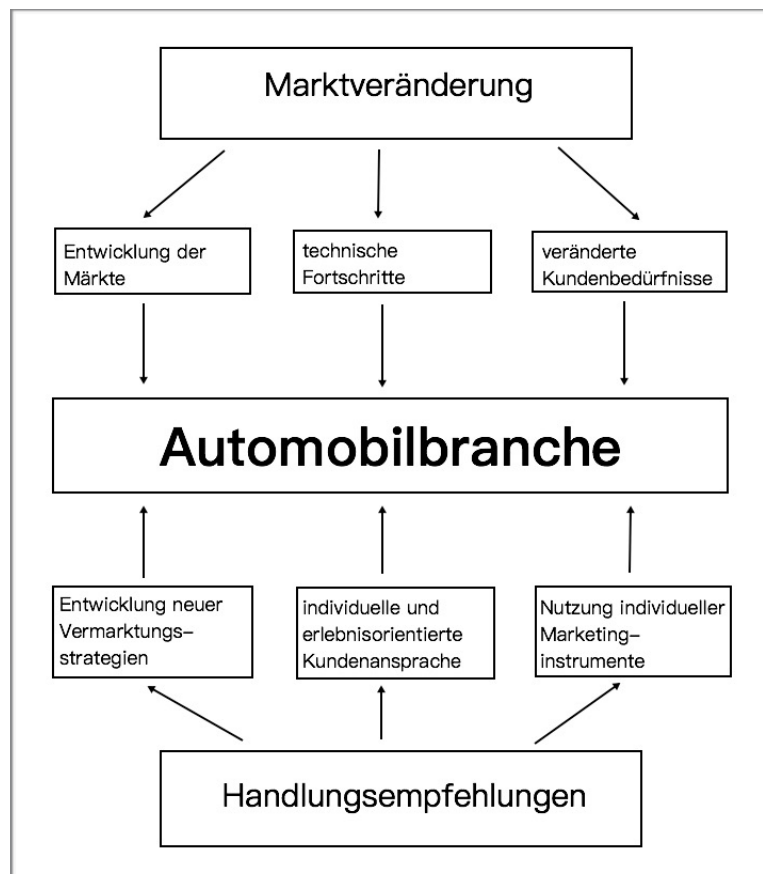 Marktveränderung
Entwicklung der
Märkte
technische
Fortschritte
veränderte
Kundenbedürfnisse
Automobilbranche
Entwicklung neuer
Vermarktungs-
strategien
individuelle und
erlebnisorientierte
Kundenansprache
Nutzung individueller
Marketing-
instrumente
Handlungsempfehlungen